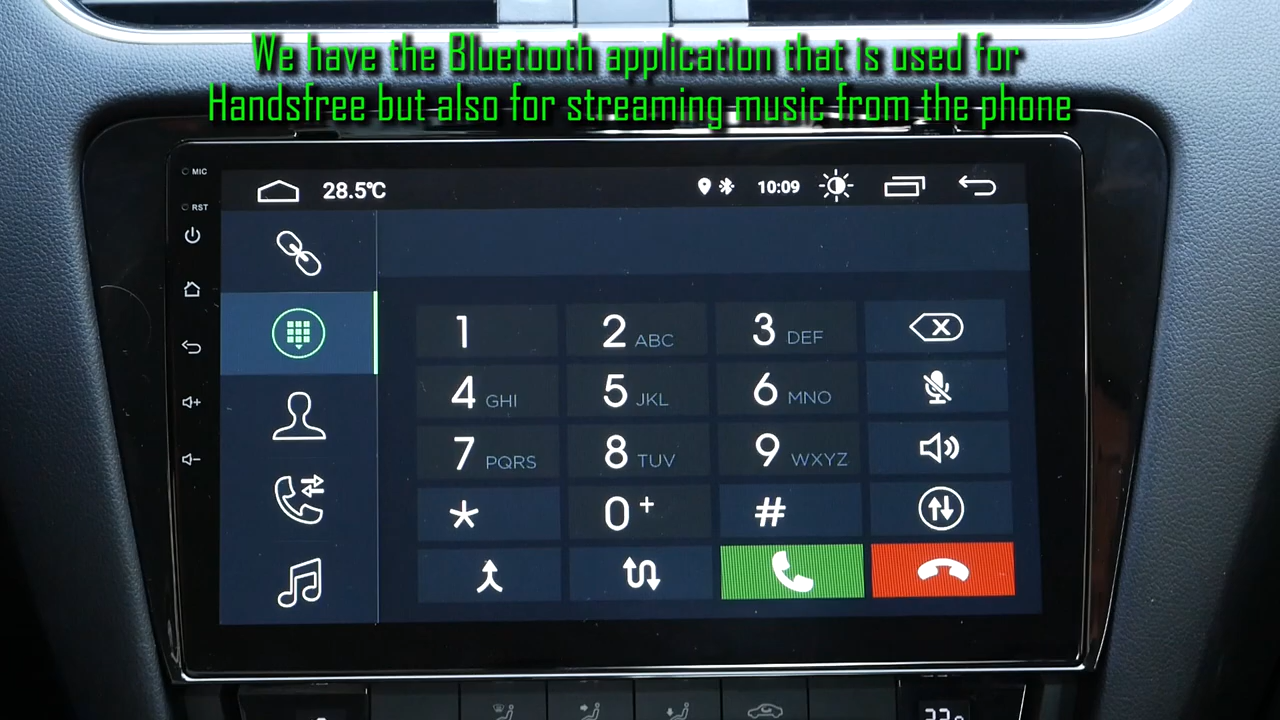 We have the Bluetooth application that is used for
Handsfree but also for streaming music from the phone
MIC
28.5℃
10:09
RST
1
2 ABC
3 DEF
4 GHI
5 JKL
6 MNO
7 PQRS
8 TUV
9 WXYZ
*
0 +
#